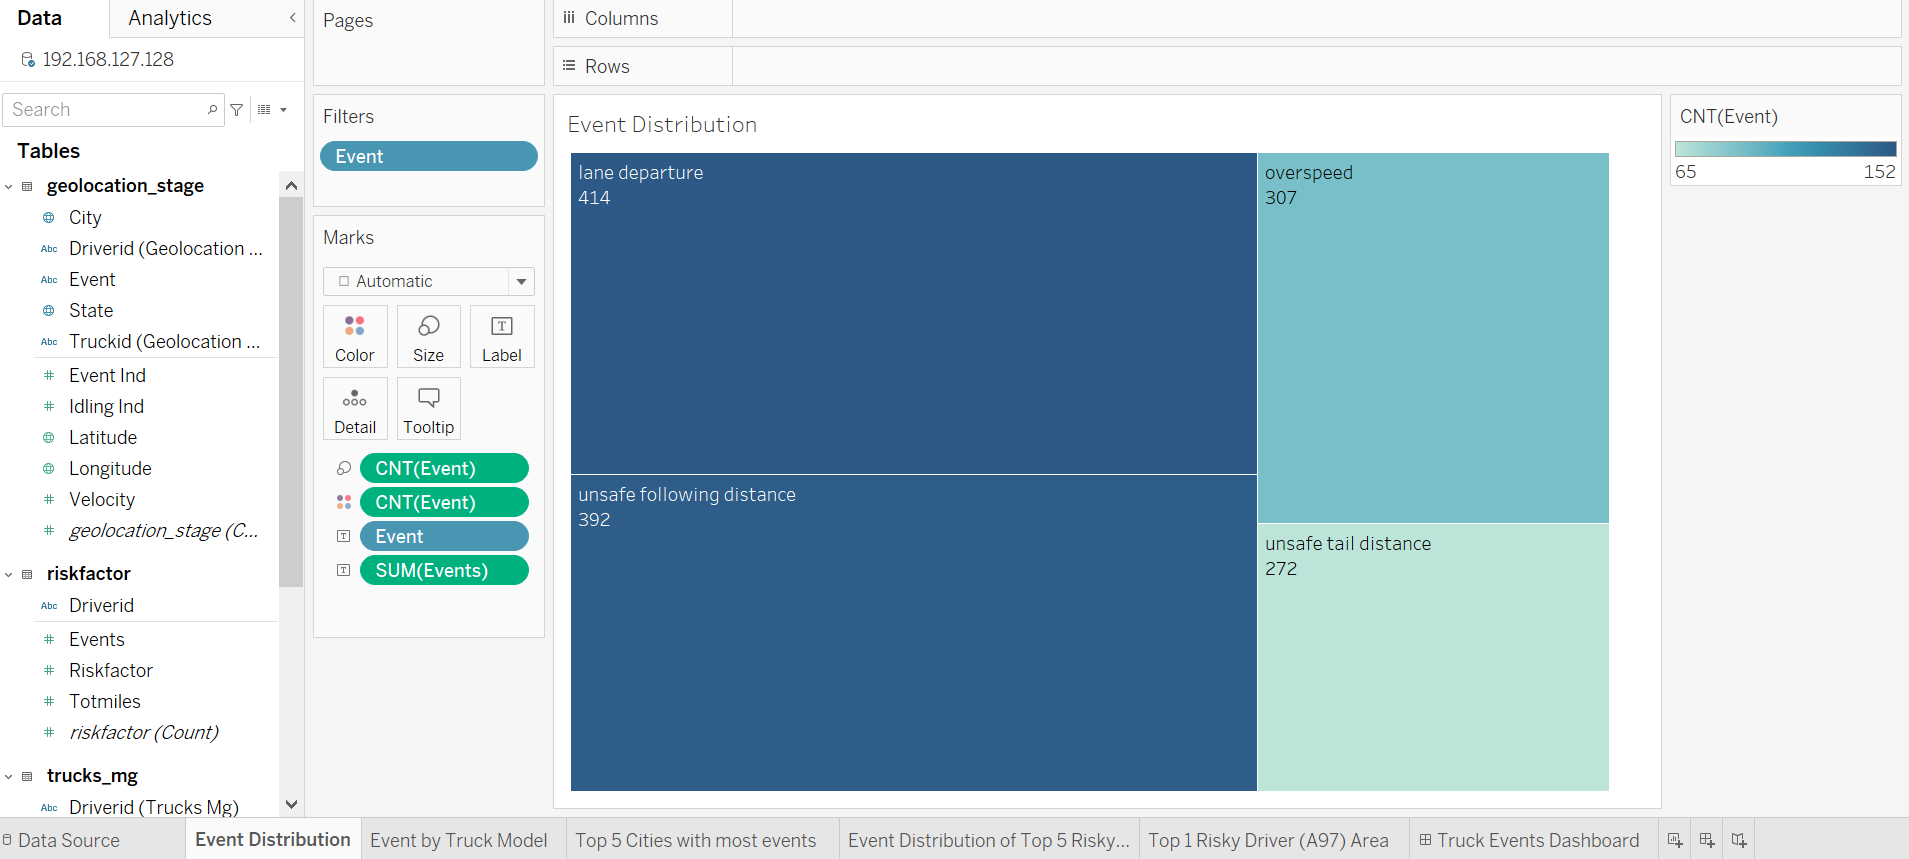 Data
Analytics
192.168.127.128
Search
Tables
geolocation_stage
City
Abc Driverid (Geolocation ...
Abc Event
State
Abc Truckid (Geolocation ...
# Event Ind
# Idling Ind
Latitude
Longitude
# Velocity
# geolocation_stage (C...
riskfactor
Abc Driverid
# Events
# Riskfactor
# Totmiles
# riskfactor (Count)
trucks_mg
Abc Driverid (Trucks Mg)
Pages
Filters
Event
Marks
Automatic
Color
Size
T
Label
Detail
Tooltip
CNT(Event)
CNT(Event)
T Event
T SUM(Events)
Columns
Rows
Event Distribution
lane departure
414
overspeed
307
unsafe following distance
392
unsafe tail distance
272
CNT(Event)
65 152
Data Source
Event Distribution
Event by Truck Model
Top 5 Cities with most events
Event Distribution of Top 5 Risky...
Top 1 Risky Driver (A97) Area
Truck Events Dashboard